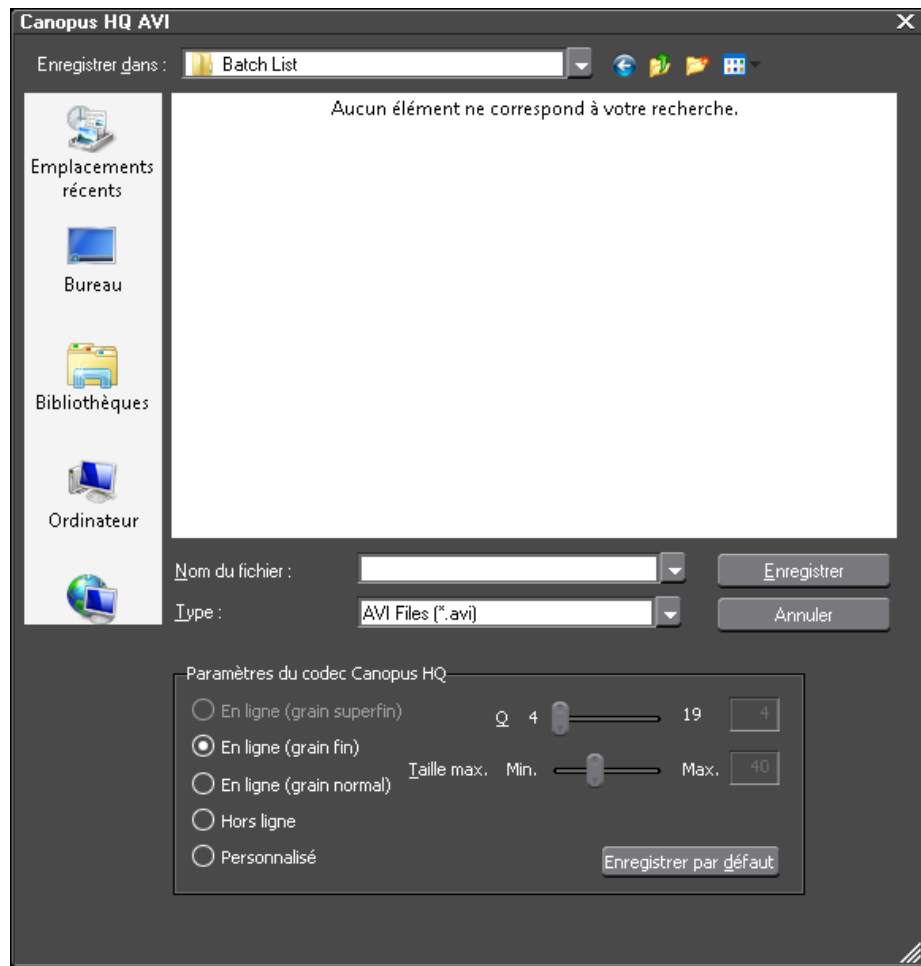 Canopus HQ AVI
Enregistrer dans : Batch List
Aucun élément ne correspond à votre recherche.
Emplacements
récents
Bureau
Bibliothèques
Ordinateur
Nom du fichier : Enregistrer
Type : AVI Files (*.avi) Annuler
Paramètres du codec Canopus HQ
En ligne (grain superfin) Q 4 19 4
En ligne (grain fin)
Taille max. Min. Max. 40
En ligne (grain normal)
Hors ligne
Personnalisé Enregistrer par défaut